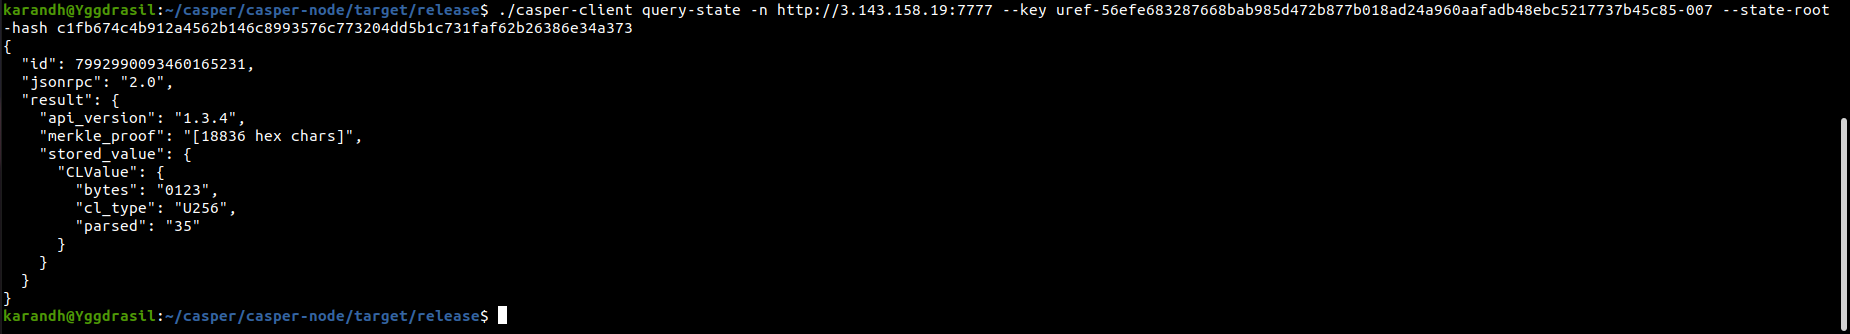 karandh@Yggdrasil:~/casper/casper-node/target/release$ ./casper-client query-state -n http://3.143.158.19:7777 --key uref-56efe683287668bab985d472b877b018ad24a960aafadb48ebc5217737b45c85-007 --state-root
-hash c1fb674c4b912a4562b146c8993576c773204dd5b1c731faf62b26386e34a373
{
  "id": 7992990093460165231,
  "jsonrpc": "2.0",
  "result": {
    "api_version": "1.3.4",
    "merkle_proof": "[18836 hex chars]",
    "stored_value": {
      "CLValue": {
        "bytes": "0123",
        "cl_type": "U256",
        "parsed": "35"
      }
    }
  }
}
karandh@Yggdrasil:~/casper/casper-node/target/release$